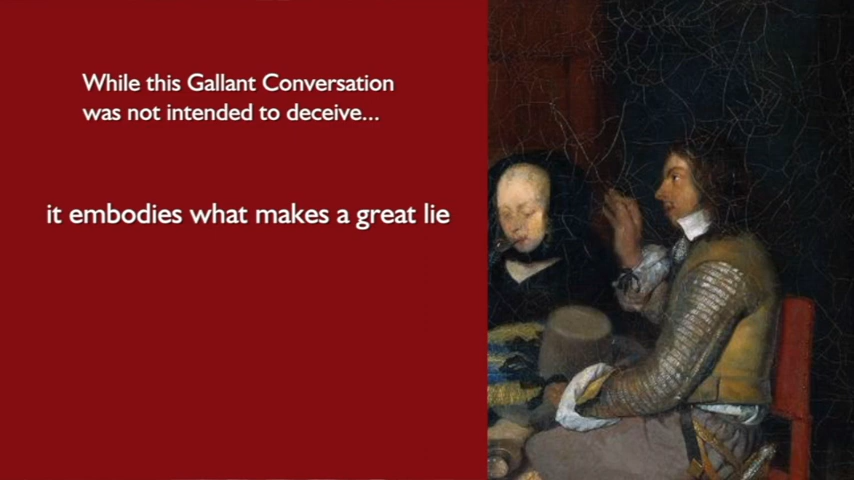 While this Gallant Conversation
was not intended to deceive...
it embodies what makes a great lie